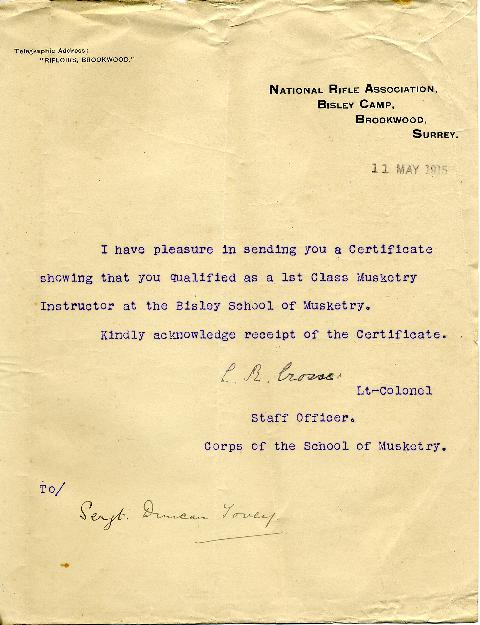 Telegraphic Address:
"RIFLOBIS, BROOKWOOD."
NATIONAL RIFLE ASSOCIATION,
BISLEY CAMP,
BROOKWOOD,
SURREY.
11 MAY 1915
I have pleasure in sending you a Certificate
showing that you qualified as a 1st Class Musketry
Instructor at the Bisley School of Musketry.
Kindly acknowledge receipt of the Certificate.
L. R. Crosse
Lt-Colonel
Staff Officer.
Corps of the School of Musketry.
To/
Sergt. Duncan Tovey.